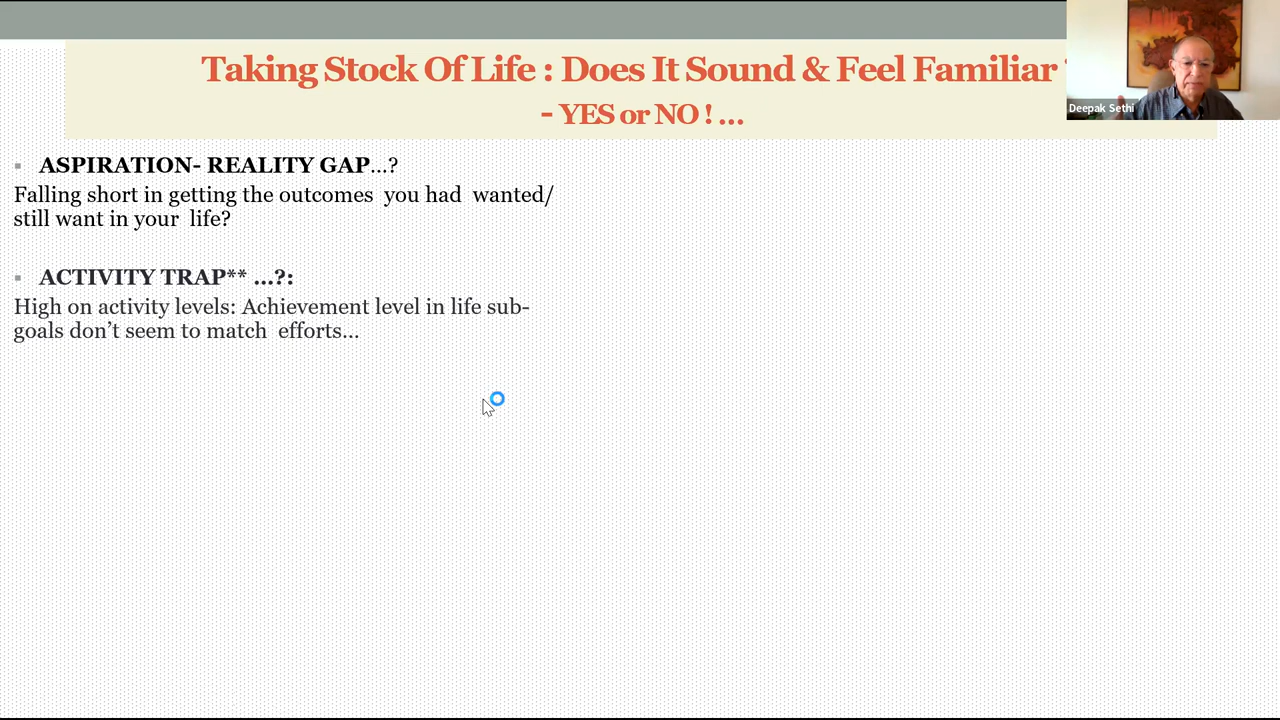 Taking Stock Of Life : Does It Sound & Feel Familiar
- YES or NO ! ...
Deepak Sethi
▪ ASPIRATION- REALITY GAP...?
Falling short in getting the outcomes you had wanted/
still want in your life?
▪ ACTIVITY TRAP** ...?:
High on activity levels: Achievement level in life sub-
goals don’t seem to match efforts...